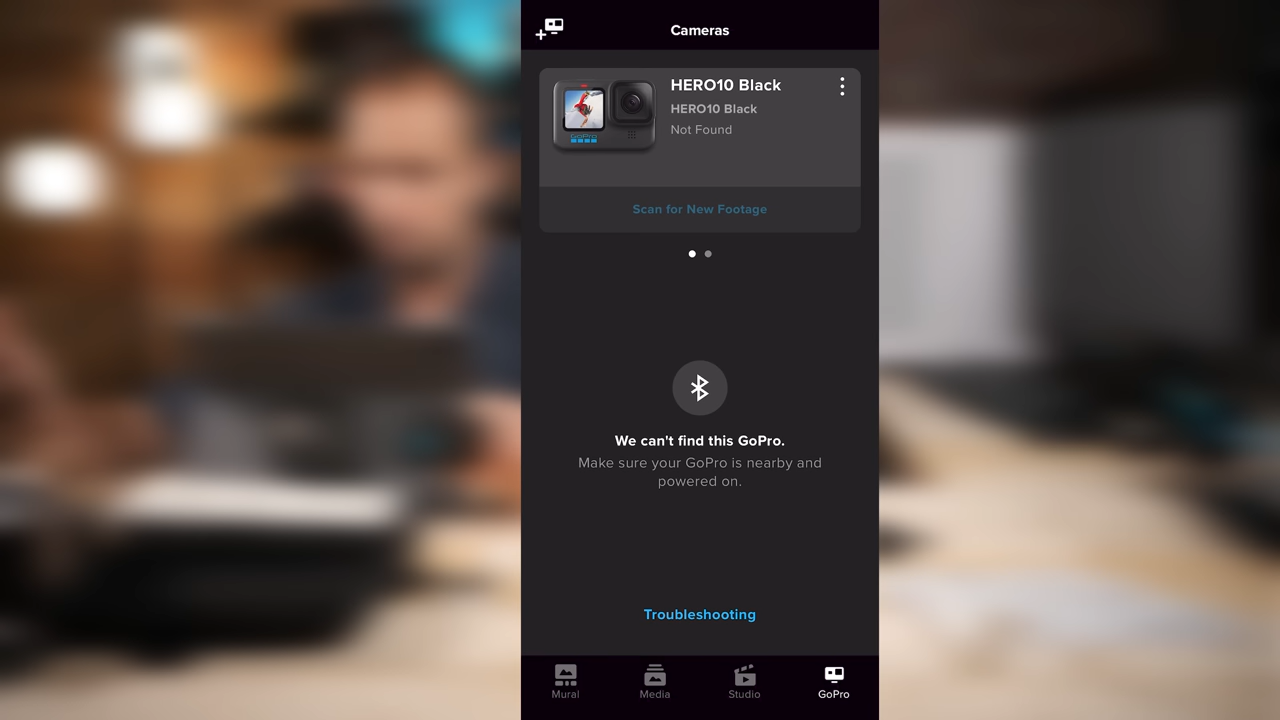 Cameras
HERO10 Black
HERO10 Black
Not Found
GoPro
Scan for New Footage
We can't find this GoPro.
Make sure your GoPro is nearby and
powered on.
Troubleshooting
Mural
Media
Studio
GoPro